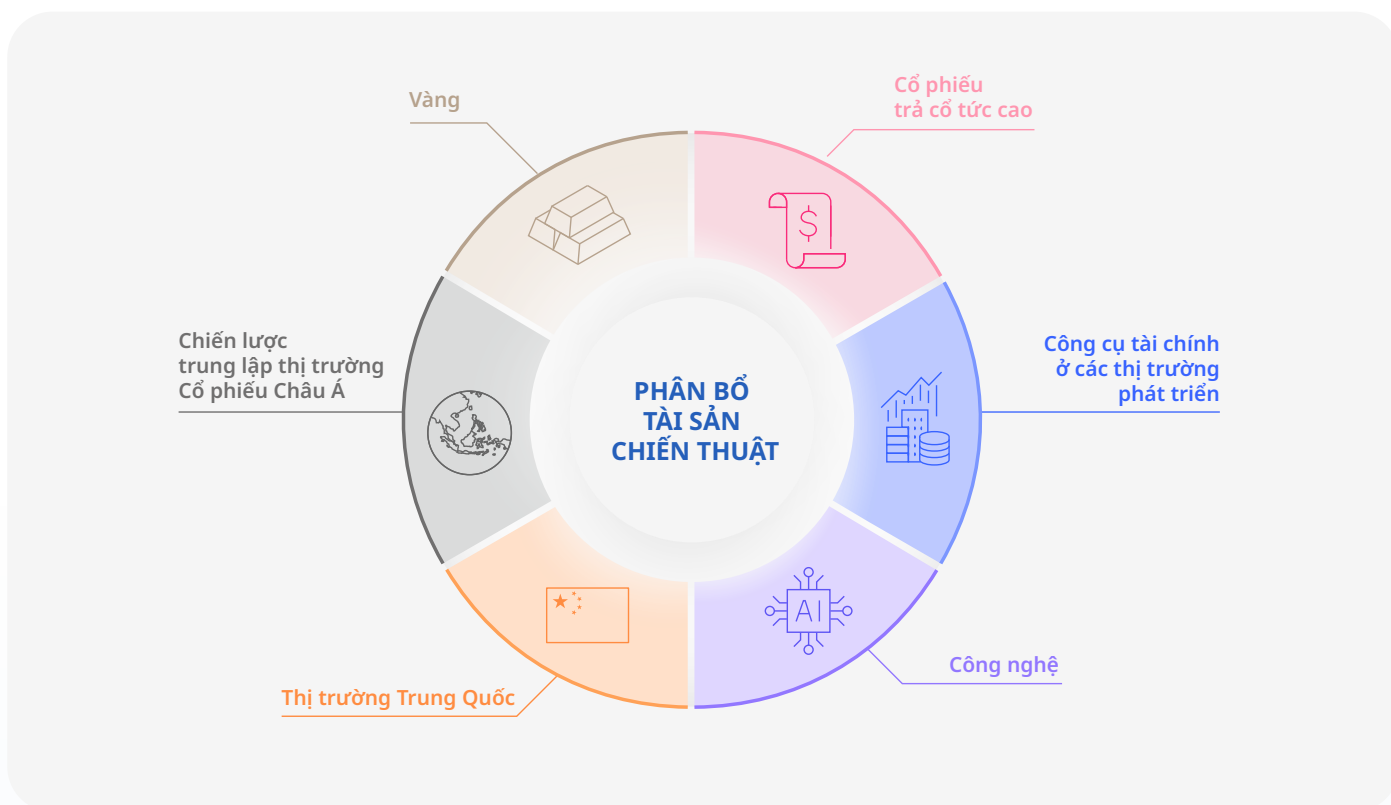 Vàng
Cổ phiếu
trả cổ tức cao
Chiến lược
trung lập thị trường
Cổ phiếu Châu Á
Công cụ tài chính
ở các thị trường
phát triển
PHÂN BỔ
TÀI SẢN
CHIẾN THUẬT
$
AI
Công nghệ
Thị trường Trung Quốc